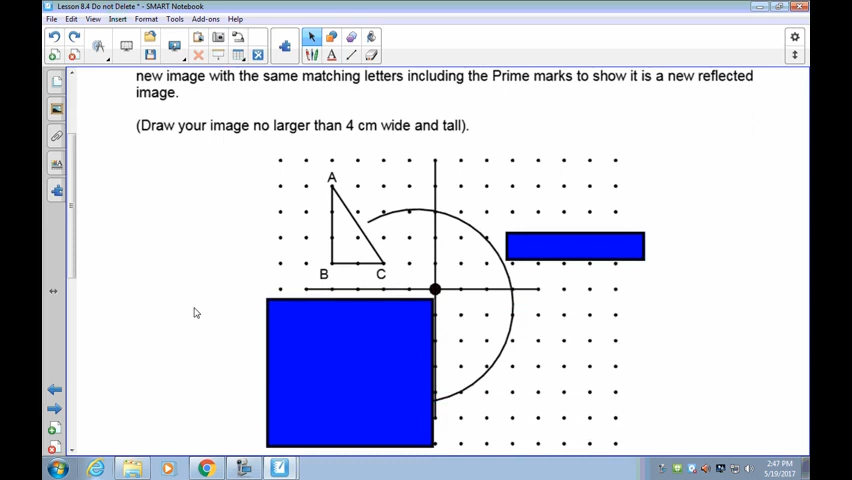 Lesson 8.4 Do not Delete * - SMART Notebook
File Edit View Insert Format Tools Add-ons Help
new image with the same matching letters including the Prime marks to show it is a new reflected
image.
(Draw your image no larger than 4 cm wide and tall).
A
B C
2:47 PM
5/19/2017